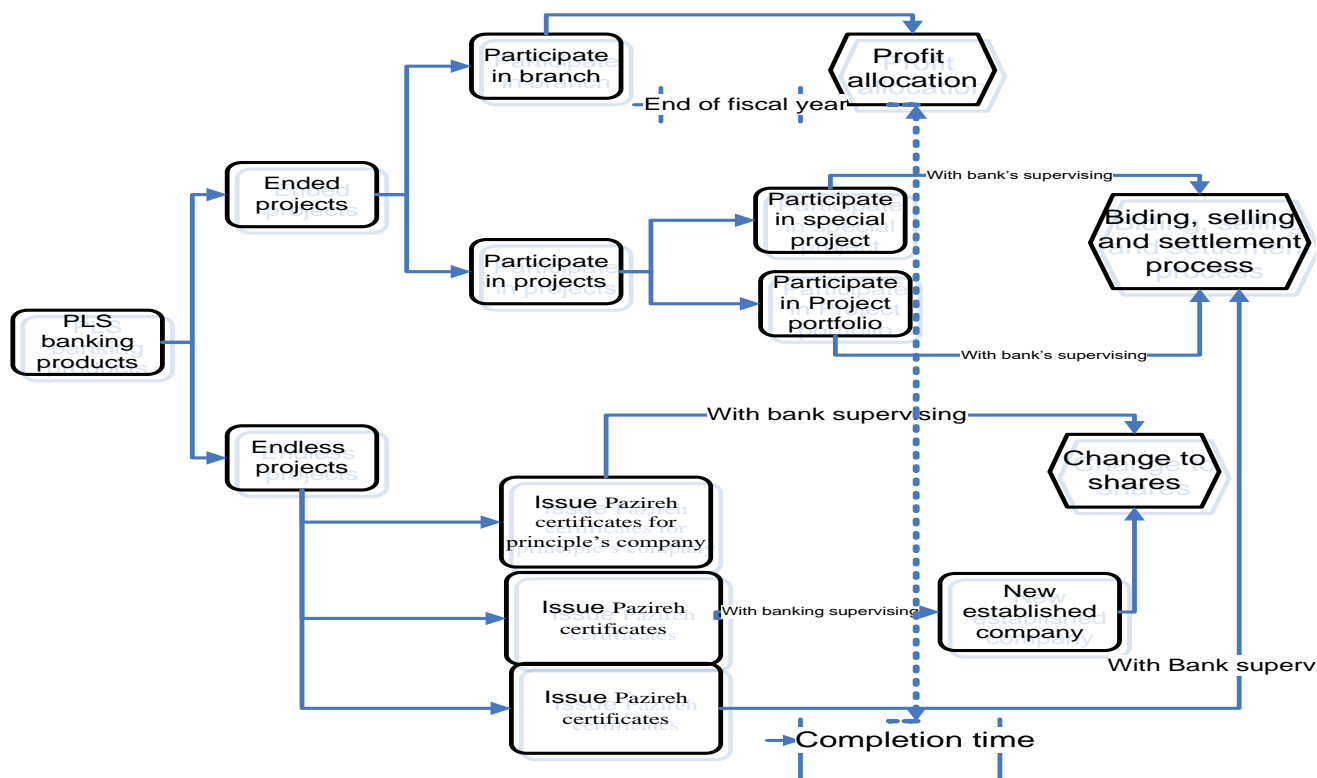 Participate
in branch
Profit
allocation
End of fiscal year
Ended
projects
With bank's supervising
Participate
in special
project
Biding, selling
and settlement
process
Participate
in projects
Participate
in Project
portfolio
PLS
banking
products
With bank's supervising
With bank supervising
Endless
projects
Change to
shares
Issue Pazireh
certificates for
principle's company
Issue Pazireh
certificates
With banking supervising
New
established
company
With Bank superv
Issue Pazireh
certificates
Completion time